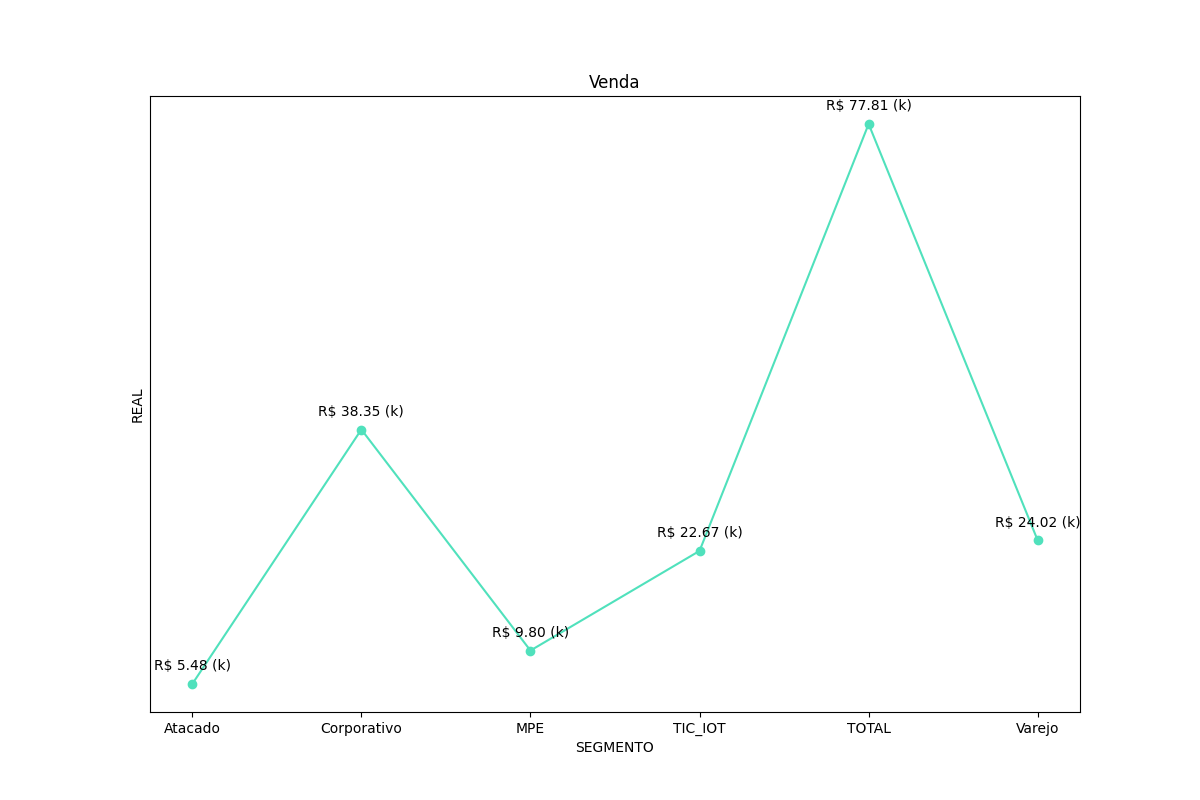 Venda
R$ 77.81 (k)
R$ 38.35 (k)
R$ 24.02 (k)
R$ 22.67 (k)
R$ 9.80 (k)
R$ 5.48 (k)
REAL
Atacado Corporativo MPE TIC_IOT TOTAL Varejo
SEGMENTO